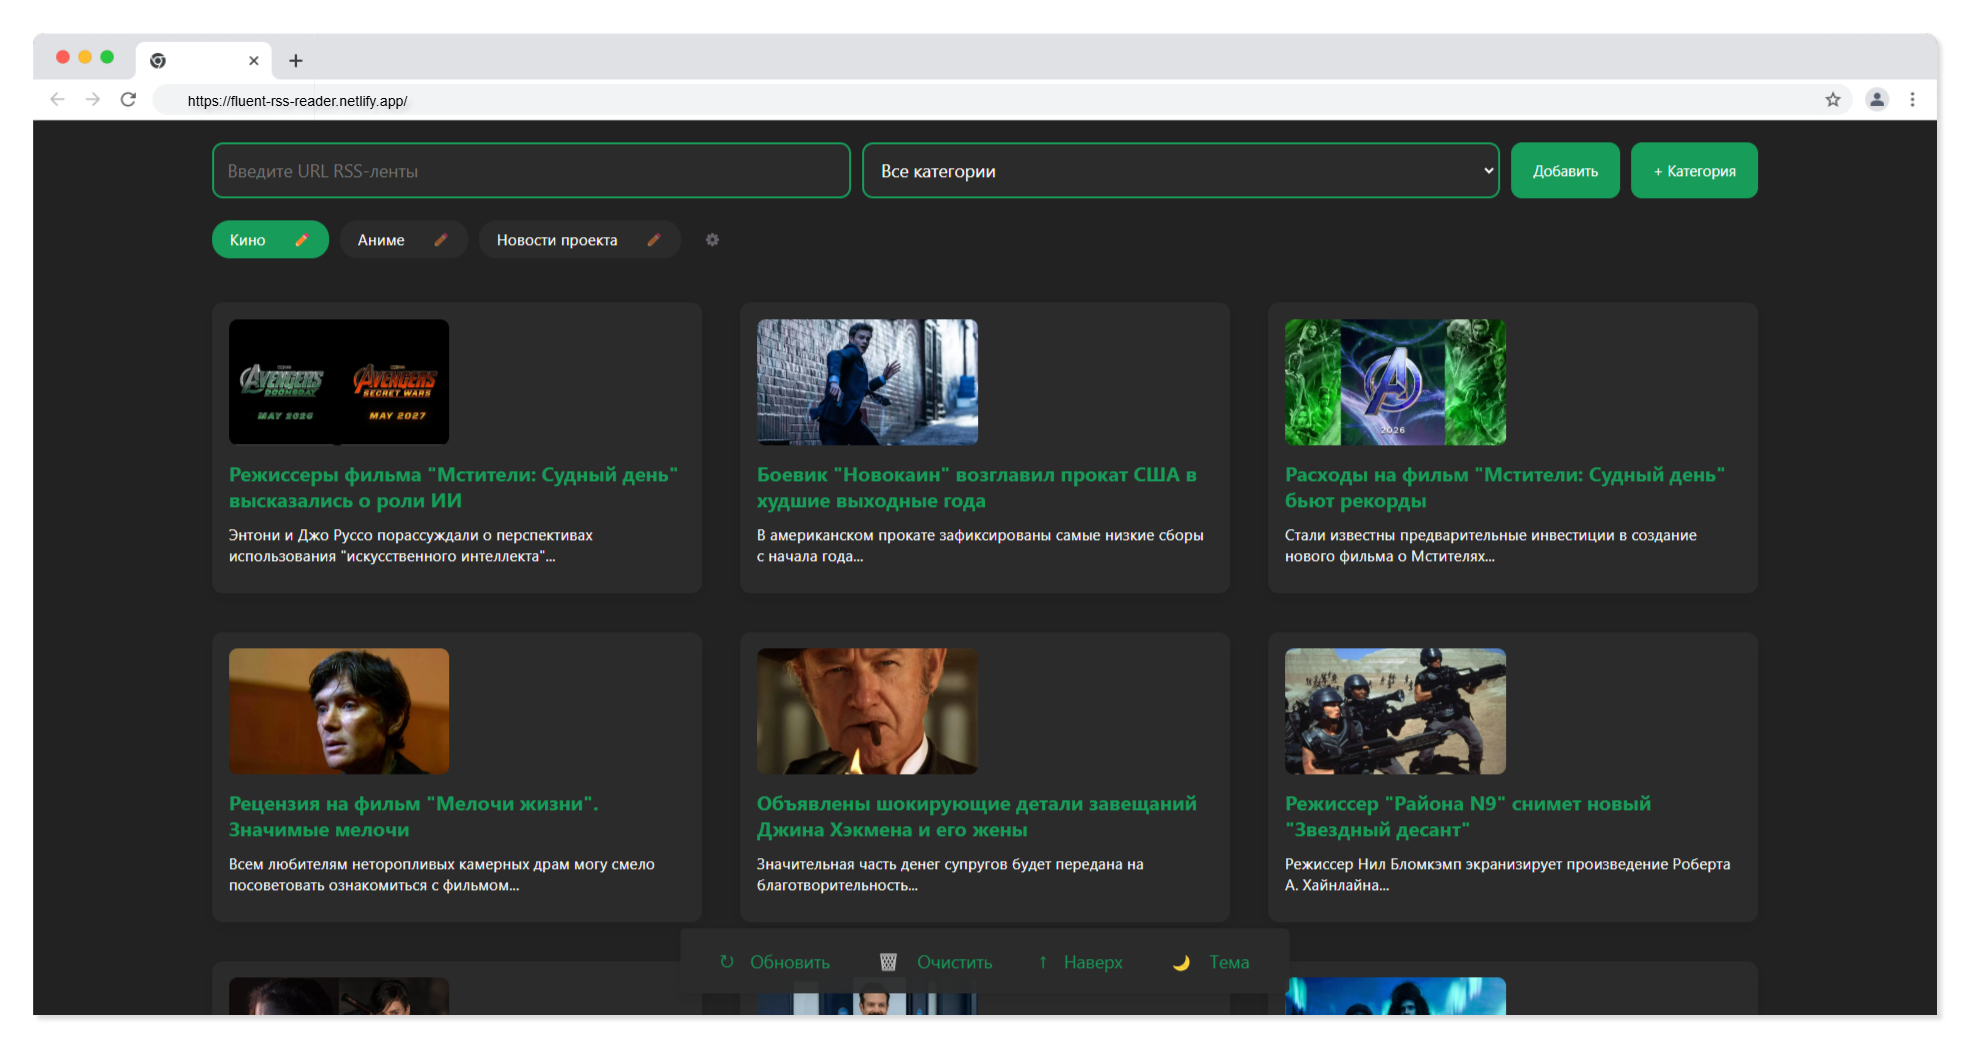 https://fluent-rss-reader.netlify.app/
Введите URL RSS-ленты
Все категории
Добавить
+ Категория
Кино
Аниме
Новости проекта
AVENGERS
DOOMSDAY
MAY 2026
AVENGERS
SECRET WARS
MAY 2027
2026
Режиссеры фильма "Мстители: Судный день"
высказались о роли ИИ
Энтони и Джо Руссо порассуждали о перспективах
использования "искусственного интеллекта"...
Боевик "Новокаин" возглавил прокат США в
худшие выходные года
В американском прокате зафиксированы самые низкие сборы
с начала года...
Расходы на фильм "Мстители: Судный день"
бьют рекорды
Стали известны предварительные инвестиции в создание
нового фильма о Мстителях...
Рецензия на фильм "Мелочи жизни".
Значимые мелочи
Всем любителям неторопливых камерных драм могу смело
посоветовать ознакомиться с фильмом...
Объявлены шокирующие детали завещаний
Джина Хэкмена и его жены
Значительная часть денег супругов будет передана на
благотворительность...
Режиссер "Района N9" снимет новый
"Звездный десант"
Режиссер Нил Бломкэмп экранизирует произведение Роберта
А. Хайнлайна...
Обновить
Очистить
↑ Наверх
Тема